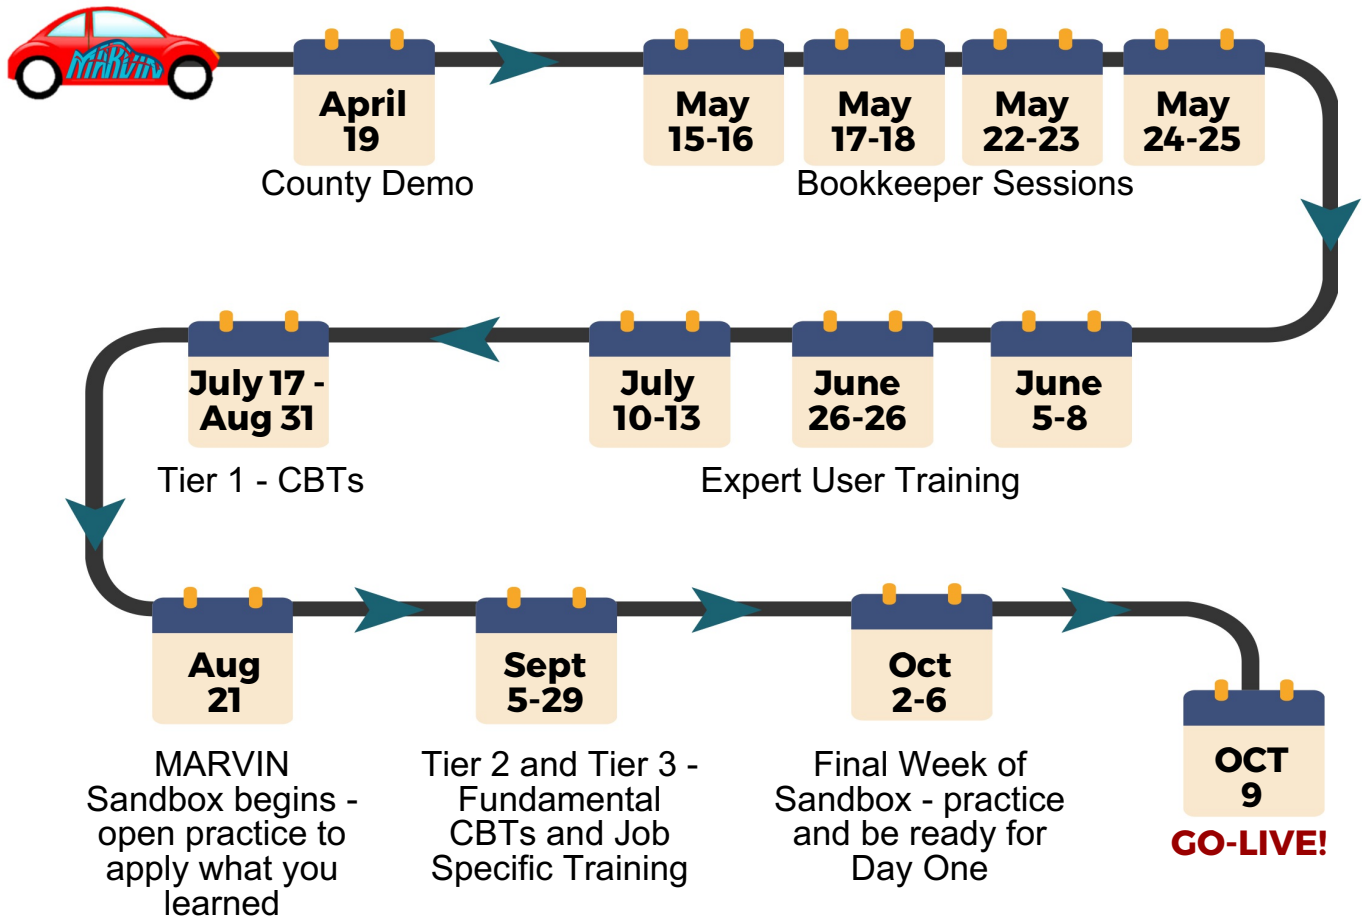 MARVIN
April
19
County Demo
May
15-16
May
17-18
May
22-23
May
24-25
Bookkeeper Sessions
June
5-8
June
26-26
July
10-13
Expert User Training
July 17 -
Aug 31
Tier 1 - CBTs
Aug
21
MARVIN
Sandbox begins -
open practice to
apply what you
learned
Sept
5-29
Tier 2 and Tier 3 -
Fundamental
CBTs and Job
Specific Training
Oct
2-6
Final Week of
Sandbox - practice
and be ready for
Day One
OCT
9
GO-LIVE!